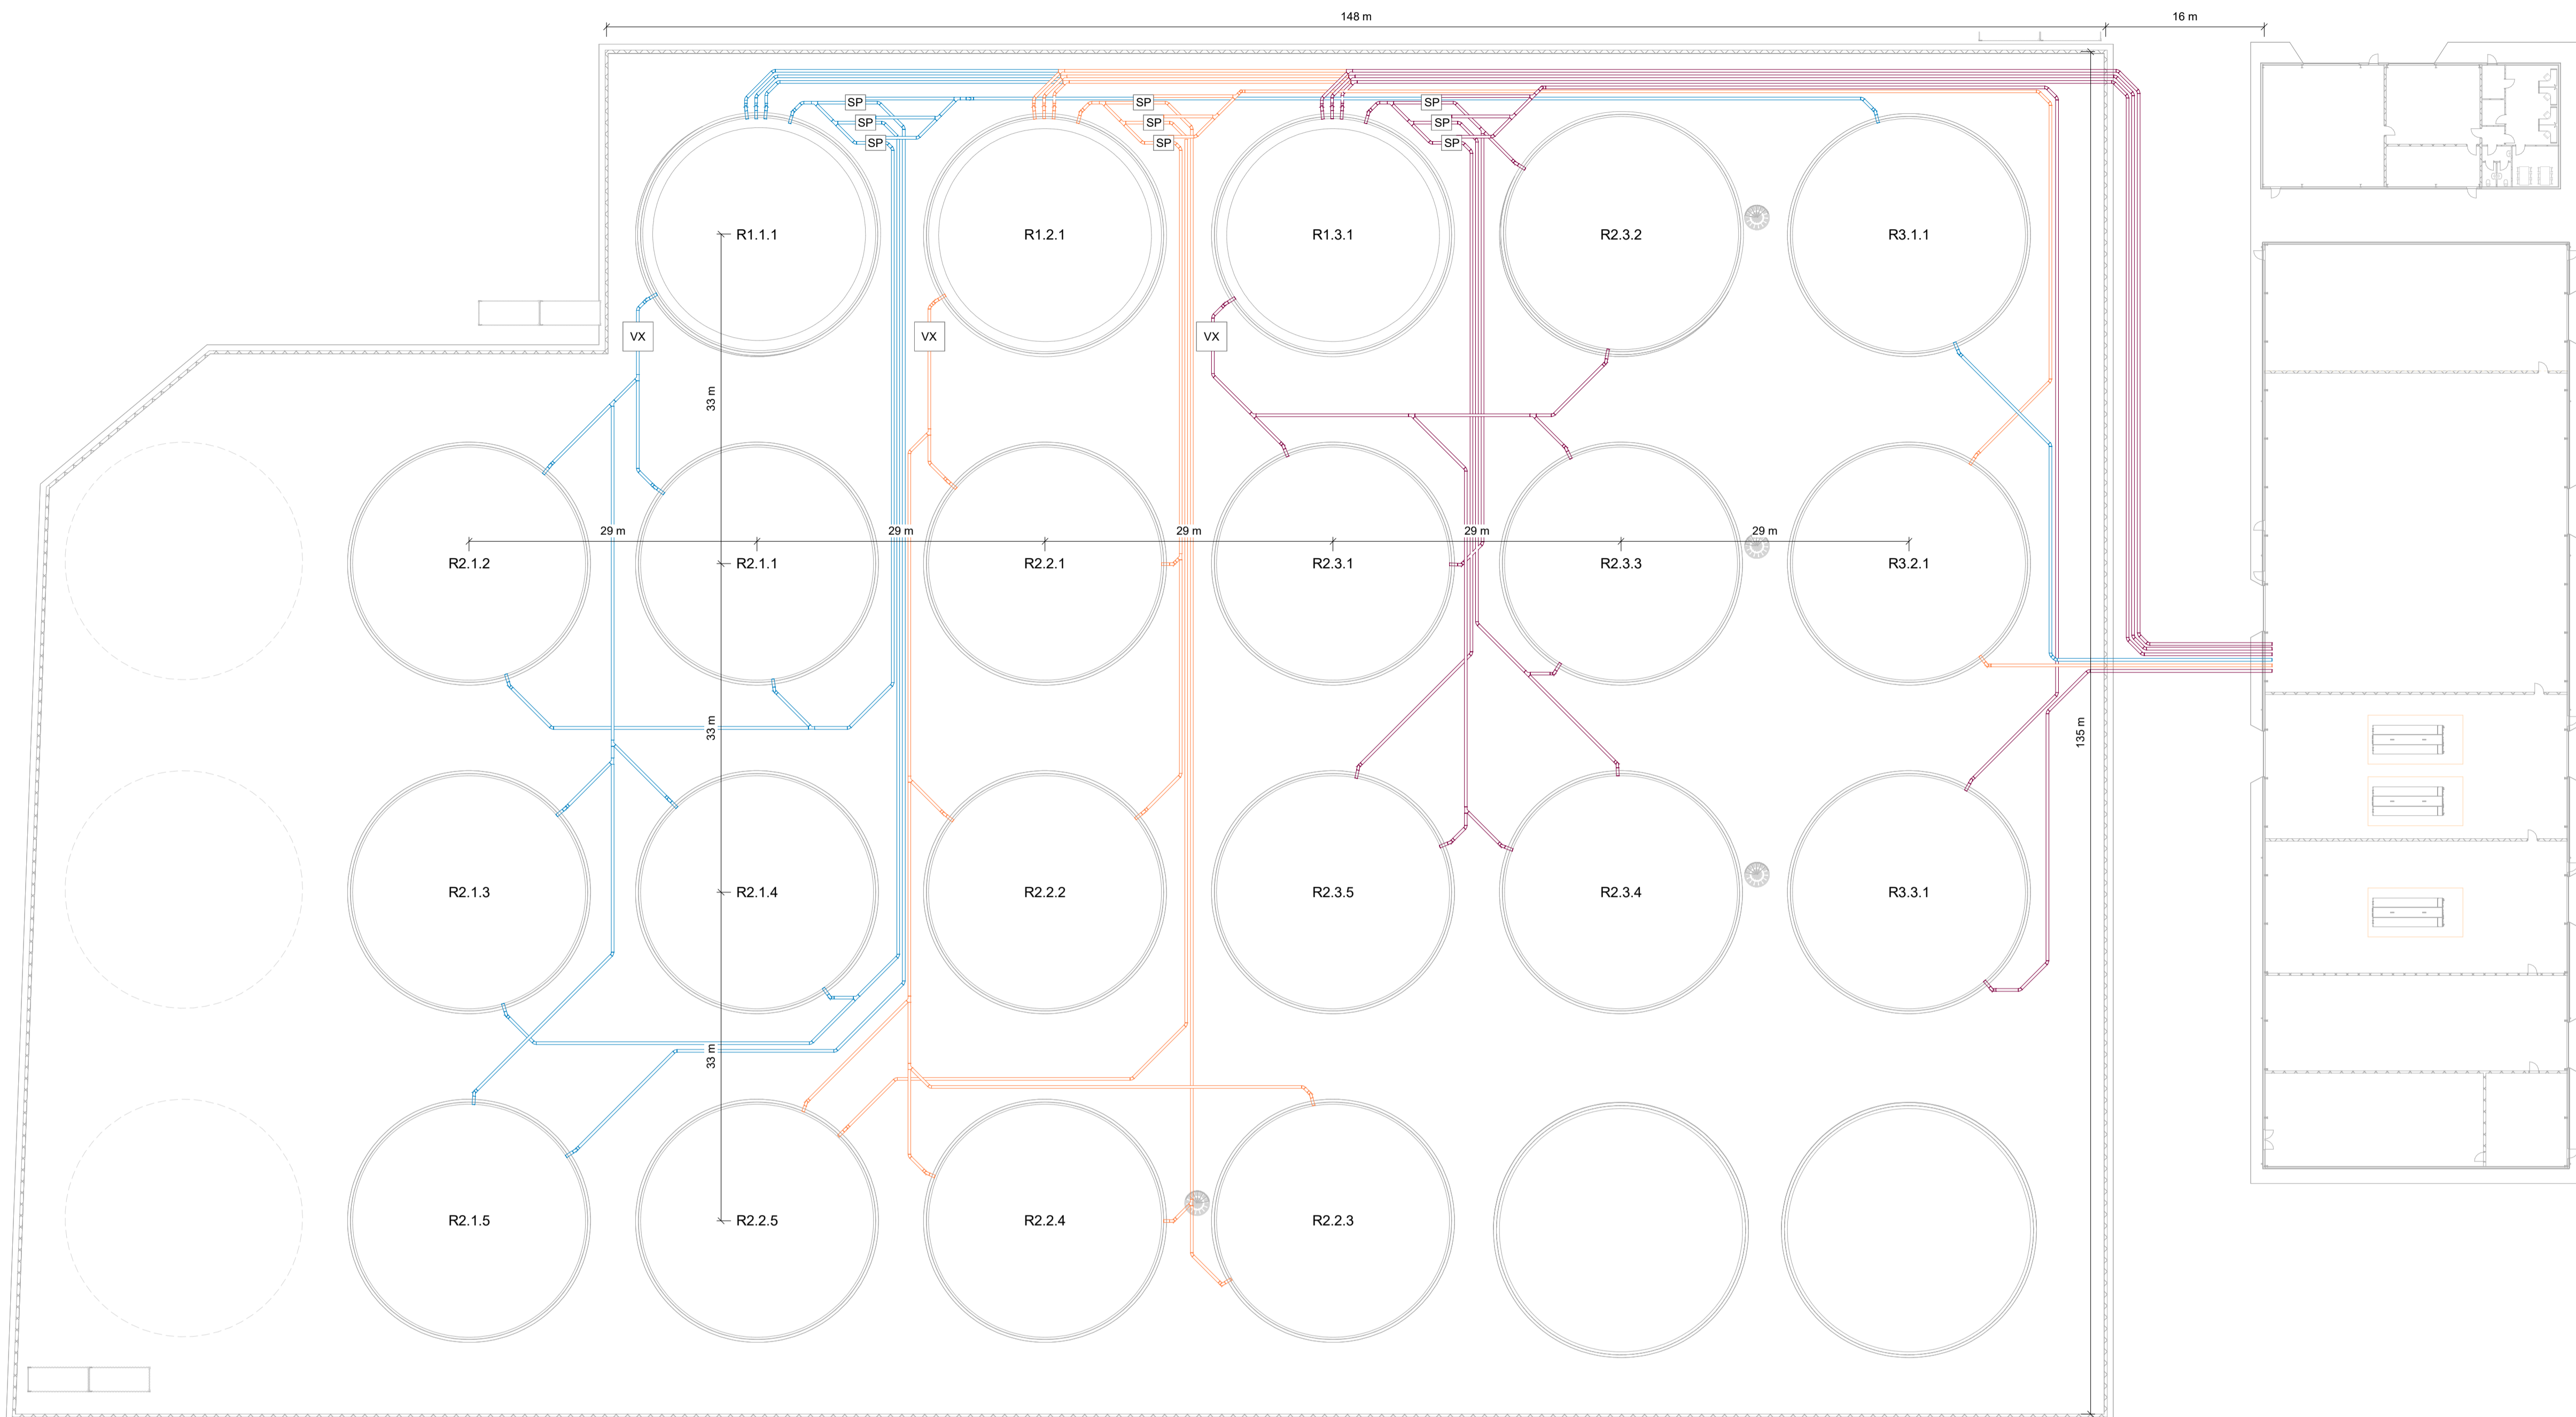 148 m
16 m
SP
SP
SP
SP
SP
SP
SP
SP
SP
R1.1.1
R1.2.1
R1.3.1
R2.3.2
R3.1.1
VX
VX
VX
33 m
29 m
29 m
29 m
29 m
29 m
R2.1.2
R2.1.1
R2.2.1
R2.3.1
R2.3.3
R3.2.1
33 m
135 m
R2.1.3
R2.1.4
R2.2.2
R2.3.5
R2.3.4
R3.3.1
33 m
R2.1.5
R2.2.5
R2.2.4
R2.2.3